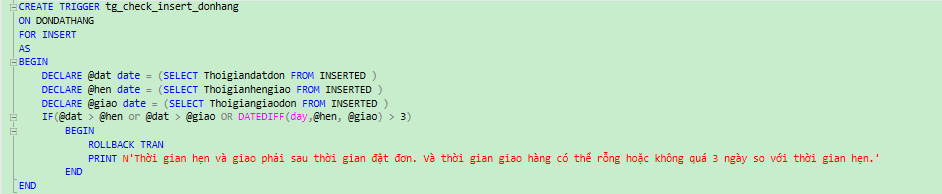 CREATE TRIGGER tg_check_insert_donhang
ON DONDATHANG
FOR INSERT
AS
BEGIN
DECLARE @dat date = (SELECT Thoigiandatdon FROM INSERTED )
DECLARE @hen date = (SELECT Thoigianhengiao FROM INSERTED )
DECLARE @giao date = (SELECT Thoigiangiaodon FROM INSERTED )
IF(@dat > @hen or @dat > @giao OR DATEDIFF(day,@hen, @giao) > 3)
BEGIN
ROLLBACK TRAN
PRINT N'Thời gian hẹn và giao phải sau thời gian đặt đơn. Và thời gian giao hàng có thể rỗng hoặc không quá 3 ngày so với thời gian hẹn.'
END
END